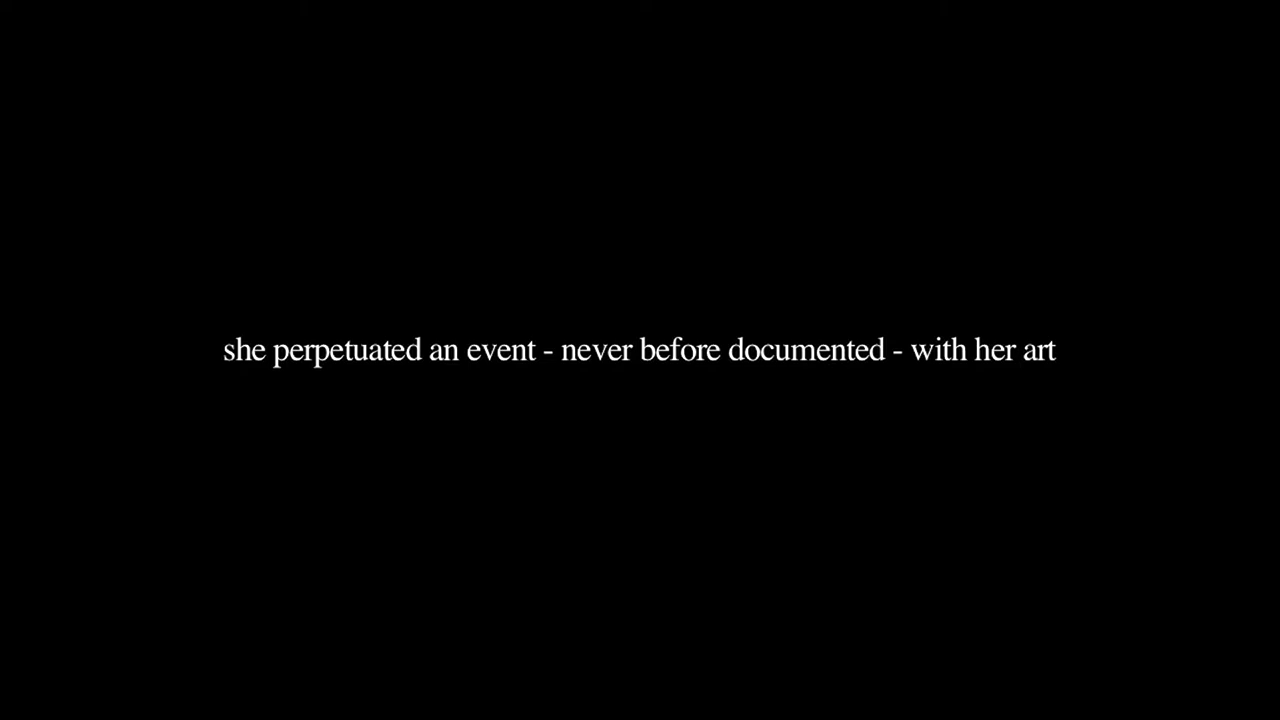 she perpetuated an event - never before documented - with her art